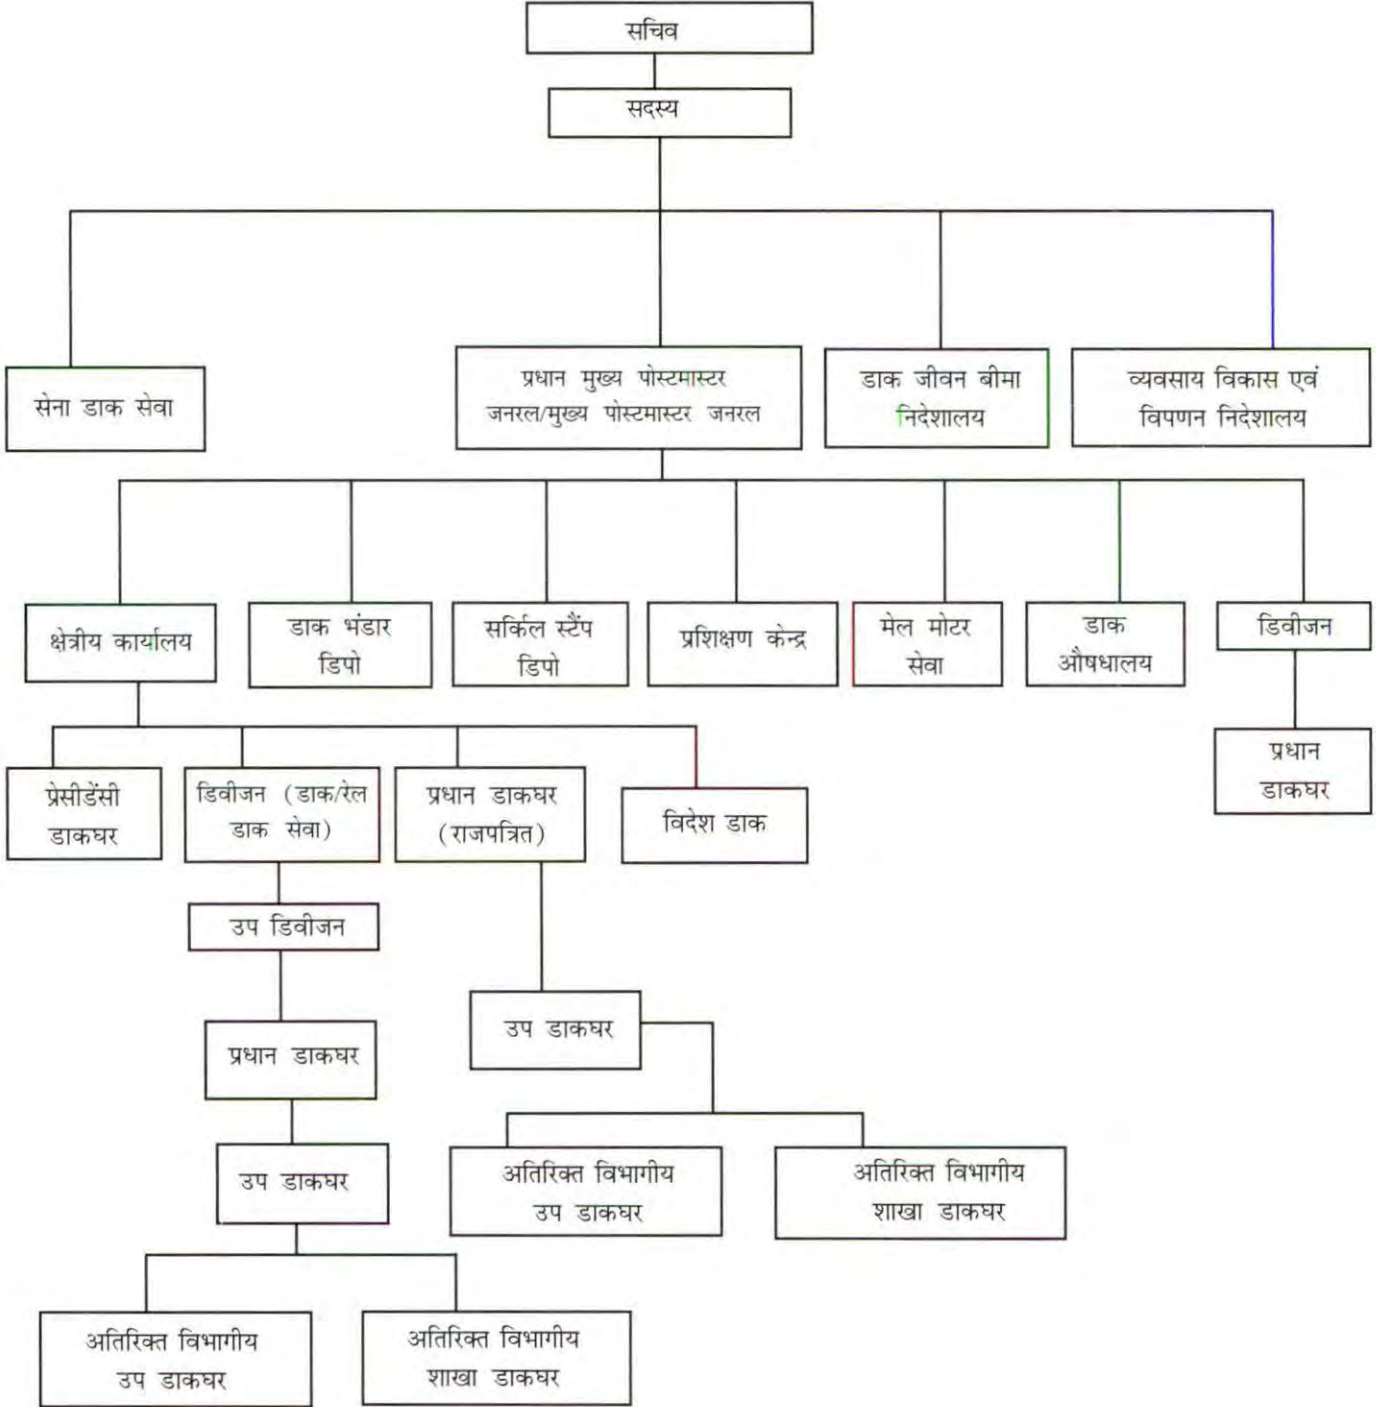 सचिव
सदस्य
सेना डाक सेवा
प्रधान मुख्य पोस्टमास्टर
जनरल/मुख्य पोस्टमास्टर जनरल
डाक जीवन बीमा
निदेशालय
व्यवसाय विकास एवं
विपणन निदेशालय
क्षेत्रीय कार्यालय
डाक भंडार
डिपो
सर्किल स्टैंप
डिपो
प्रशिक्षण केन्द्र
मेल मोटर
सेवा
डाक
औषधालय
डिवीजन
प्रधान
डाकघर
प्रेसीडेंसी
डाकघर
डिवीजन (डाक/रेल
डाक सेवा)
प्रधान डाकघर
(राजपत्रित)
विदेश डाक
उप डिवीजन
उप डाकघर
प्रधान डाकघर
उप डाकघर
अतिरिक्त विभागीय
उप डाकघर
अतिरिक्त विभागीय
शाखा डाकघर
अतिरिक्त विभागीय
उप डाकघर
अतिरिक्त विभागीय
शाखा डाकघर